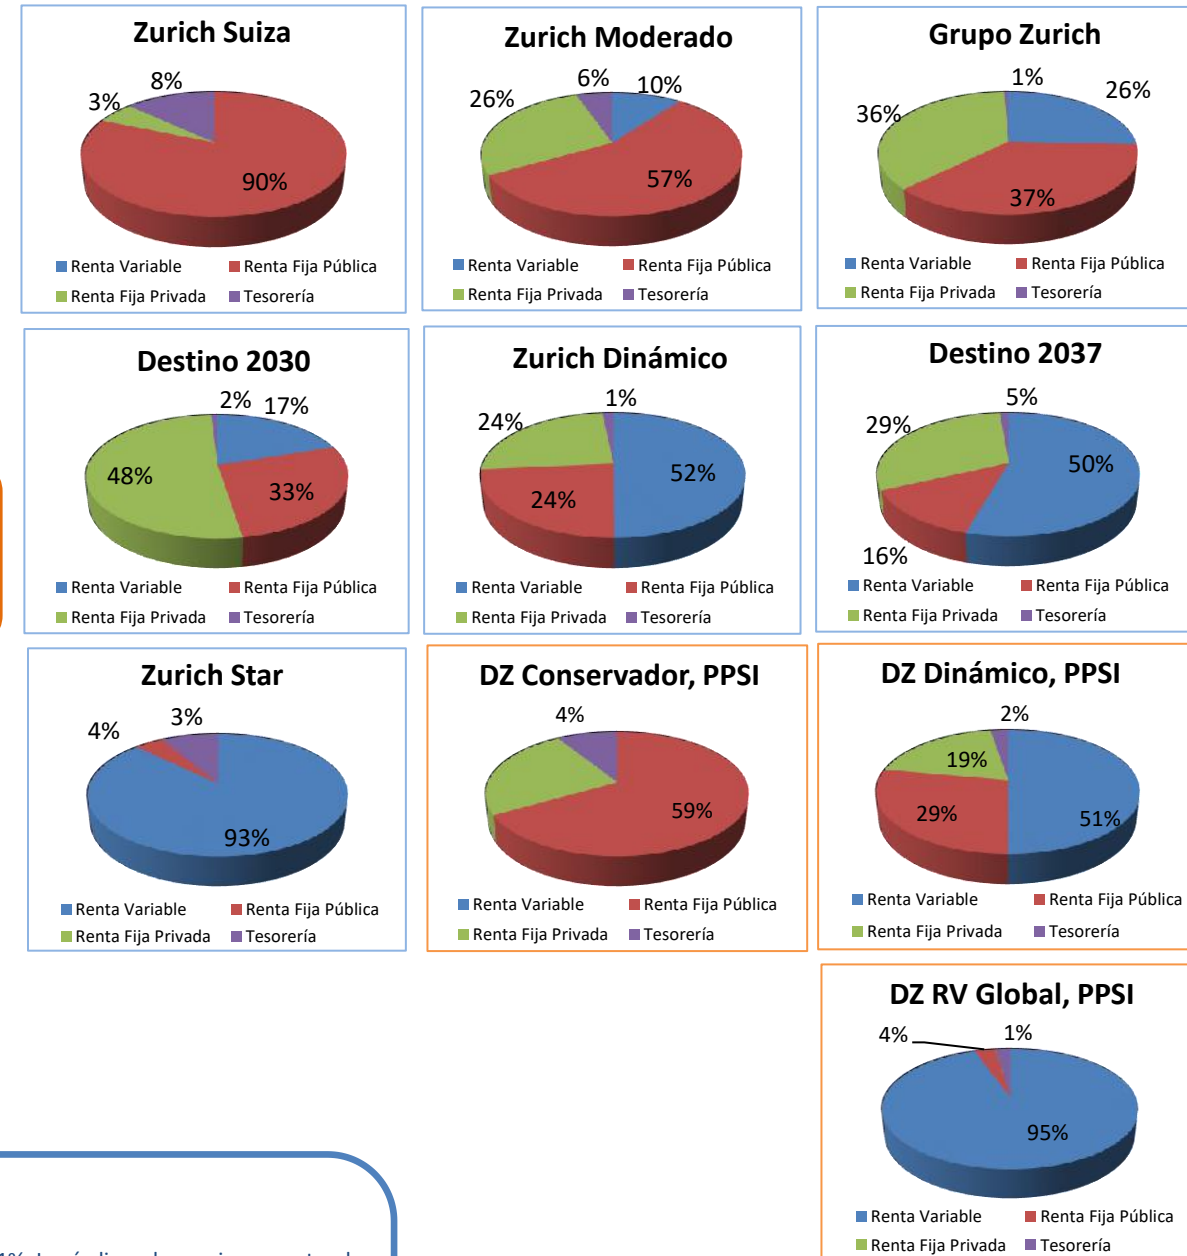 Zurich Suiza
8%
3%
90%
Renta Variable Renta Fija Pública
Renta Fija Privada Tesorería
Zurich Moderado
6% 10%
26%
57%
Renta Variable Renta Fija Pública
Renta Fija Privada Tesorería
Grupo Zurich
1% 26%
36%
37%
Renta Variable Renta Fija Pública
Renta Fija Privada Tesorería
Destino 2030
2% 17%
48% 33%
Renta Variable Renta Fija Pública
Renta Fija Privada Tesorería
Zurich Dinámico
1%
24%
52%
24%
Renta Variable Renta Fija Pública
Renta Fija Privada Tesorería
Destino 2037
5%
29%
50%
16%
Renta Variable Renta Fija Pública
Renta Fija Privada Tesorería
Zurich Star
3%
4%
93%
Renta Variable Renta Fija Pública
Renta Fija Privada Tesorería
DZ Conservador, PPSI
4%
59%
Renta Variable Renta Fija Pública
Renta Fija Privada Tesorería
DZ Dinámico, PPSI
2%
19%
29% 51%
Renta Variable Renta Fija Pública
Renta Fija Privada Tesorería
DZ RV Global, PPSI
4% 1%
95%
Renta Variable Renta Fija Pública
Renta Fija Privada Tesorería